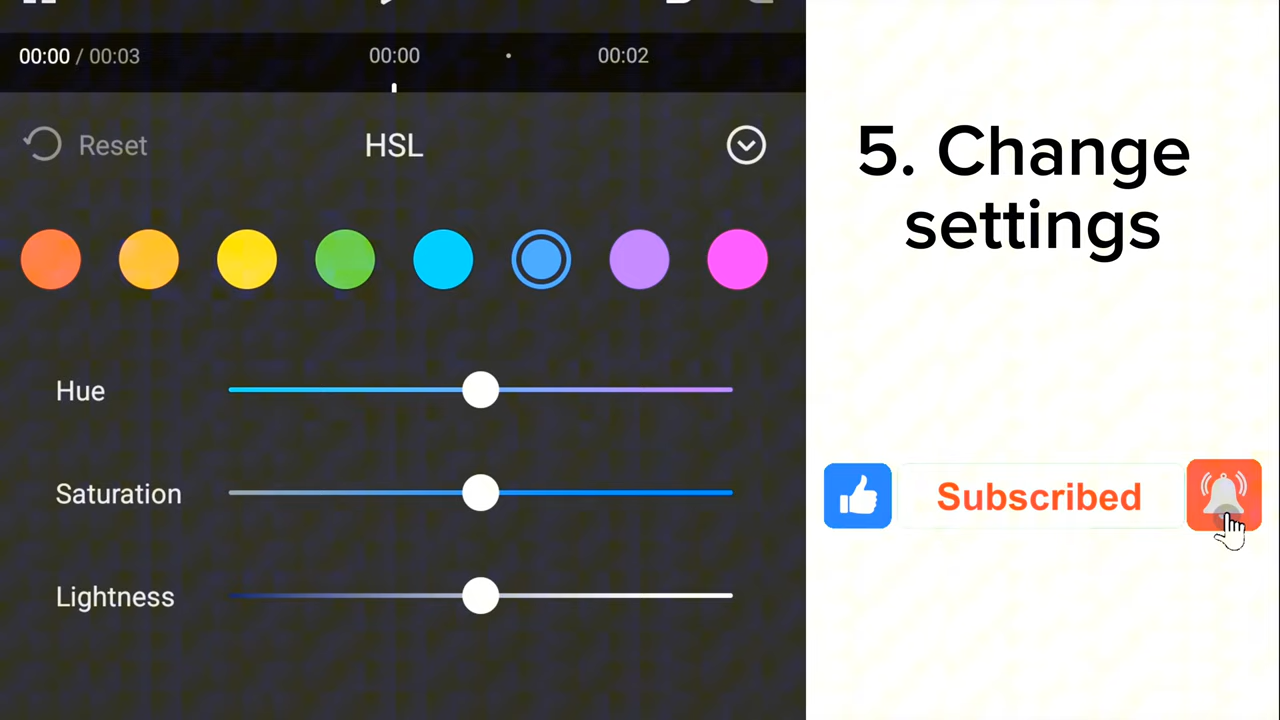 00:00 / 00:03 00:00 00:02
Reset HSL
Hue
Saturation
Lightness
5. Change
settings
Subscribed